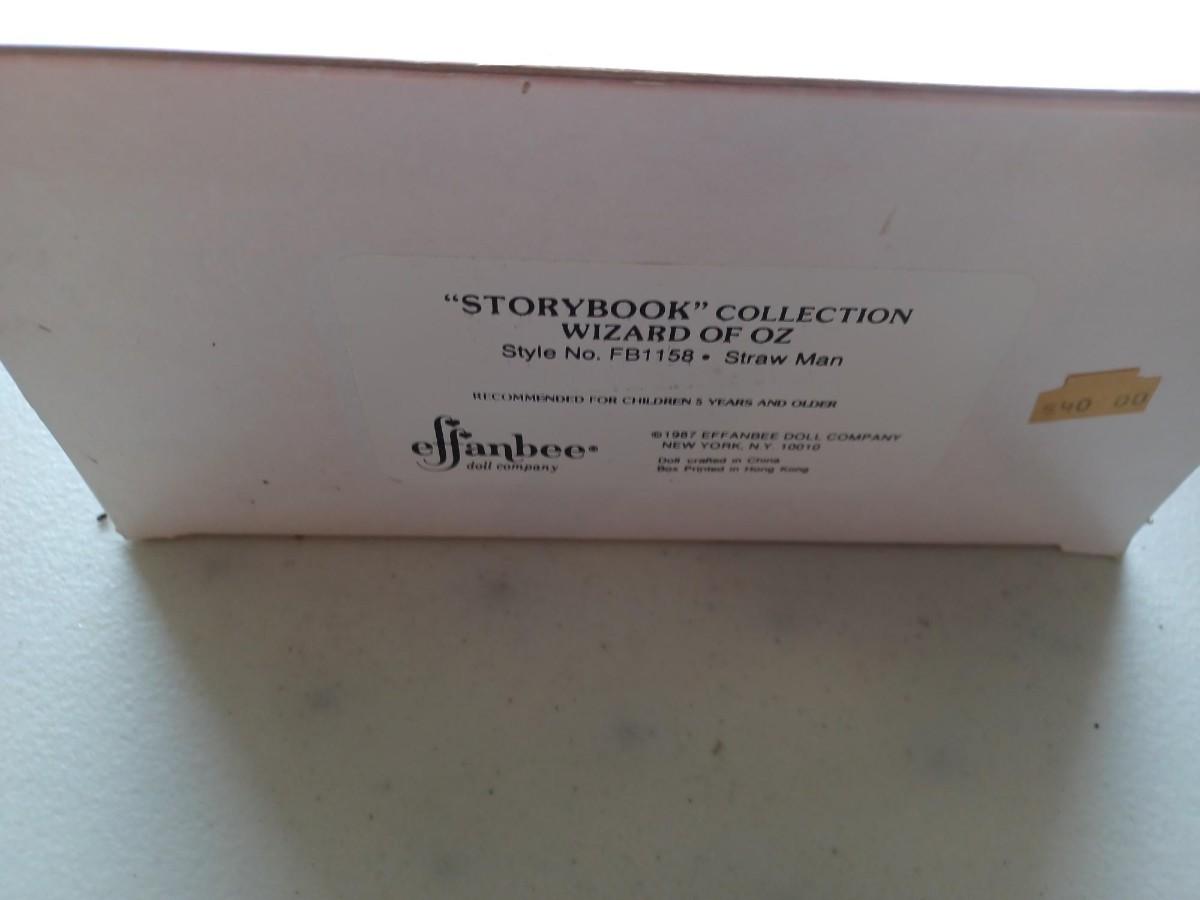 “STORYBOOK” COLLECTION
WIZARD OF OZ
Style No. FB1158 • Straw Man
RECOMMENDED FOR CHILDREN 5 YEARS AND OLDER
effanbee®
doll company
©1987 EFFANBEE DOLL COMPANY
NEW YORK, N.Y. 10010
Doll crafted in China
Box Printed in Hong Kong
$40 00